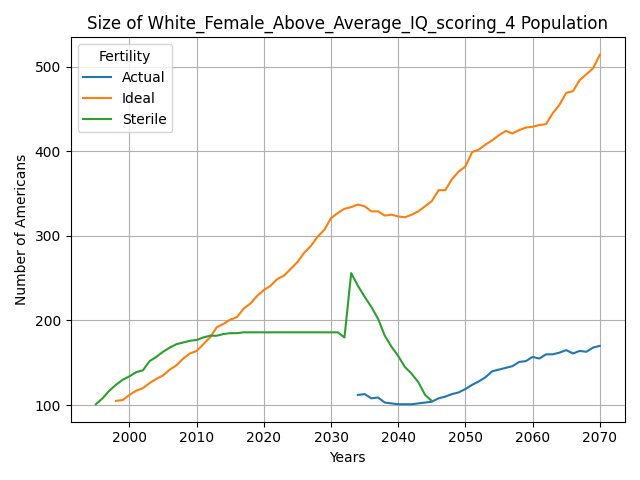 Size of White_Female_Above_Average_IQ_scoring_4 Population
Fertility
Actual
Ideal
Sterile
Number of Americans
500
400
300
200
100
2000 2010 2020 2030 2040 2050 2060 2070
Years